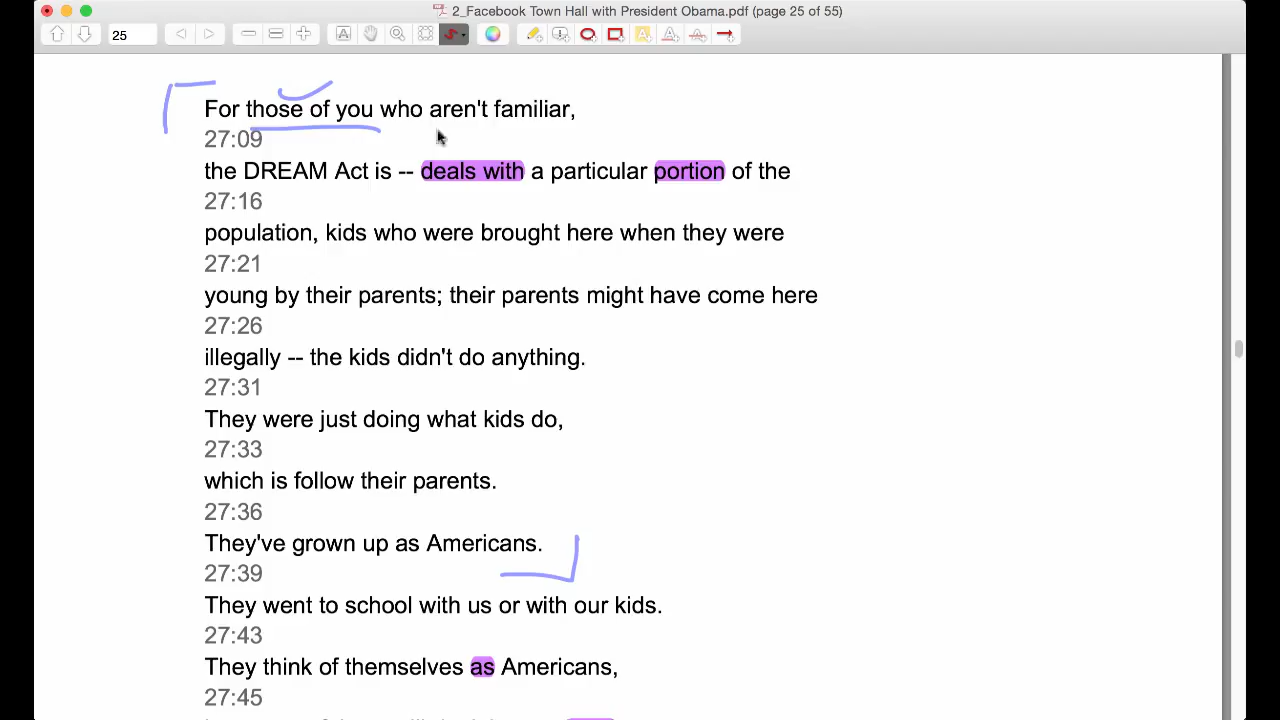 2_Facebook Town Hall with President Obama.pdf (page 25 of 55)
25
For those of you who aren't familiar,
27:09
the DREAM Act is -- deals with a particular portion of the
27:16
population, kids who were brought here when they were
27:21
young by their parents; their parents might have come here
27:26
illegally -- the kids didn't do anything.
27:31
They were just doing what kids do,
27:33
which is follow their parents.
27:36
They've grown up as Americans.
27:39
They went to school with us or with our kids.
27:43
They think of themselves as Americans,
27:45